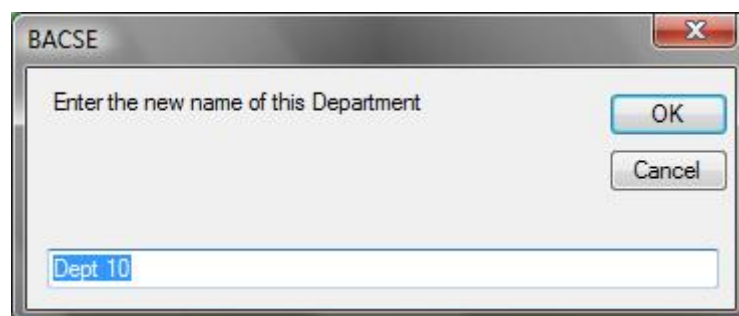 BACSE
Enter the new name of this Department
OK
Cancel
Dept 10